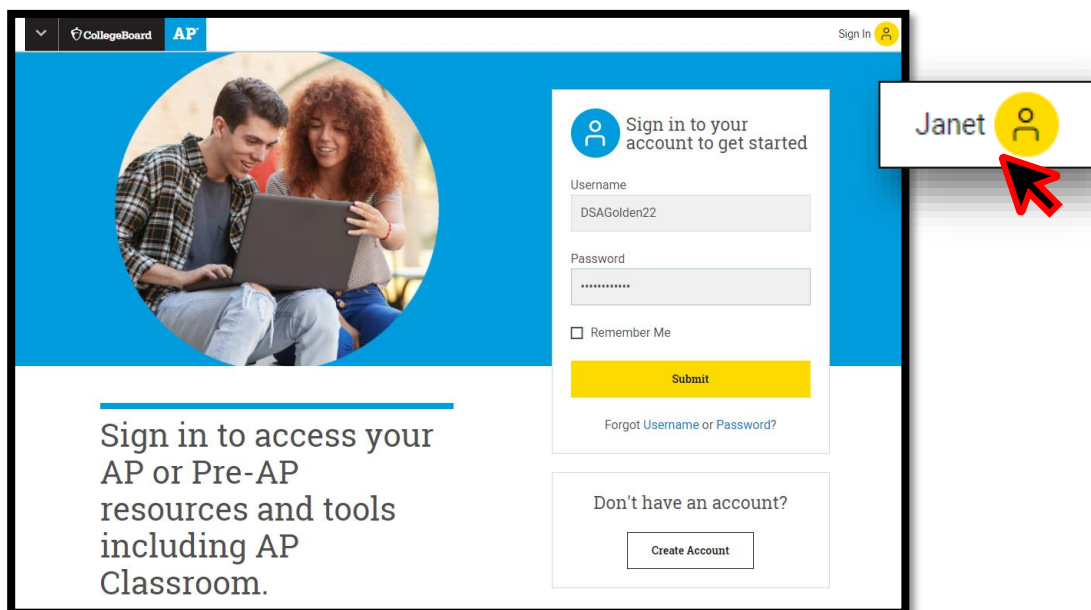 CollegeBoard AP
Sign In
Janet
Sign in to your
account to get started
Username
DSAGolden22
Password
••••••••••••
Remember Me
Submit
Forgot Username or Password?
Sign in to access your
AP or Pre-AP
resources and tools
including AP
Classroom.
Don't have an account?
Create Account